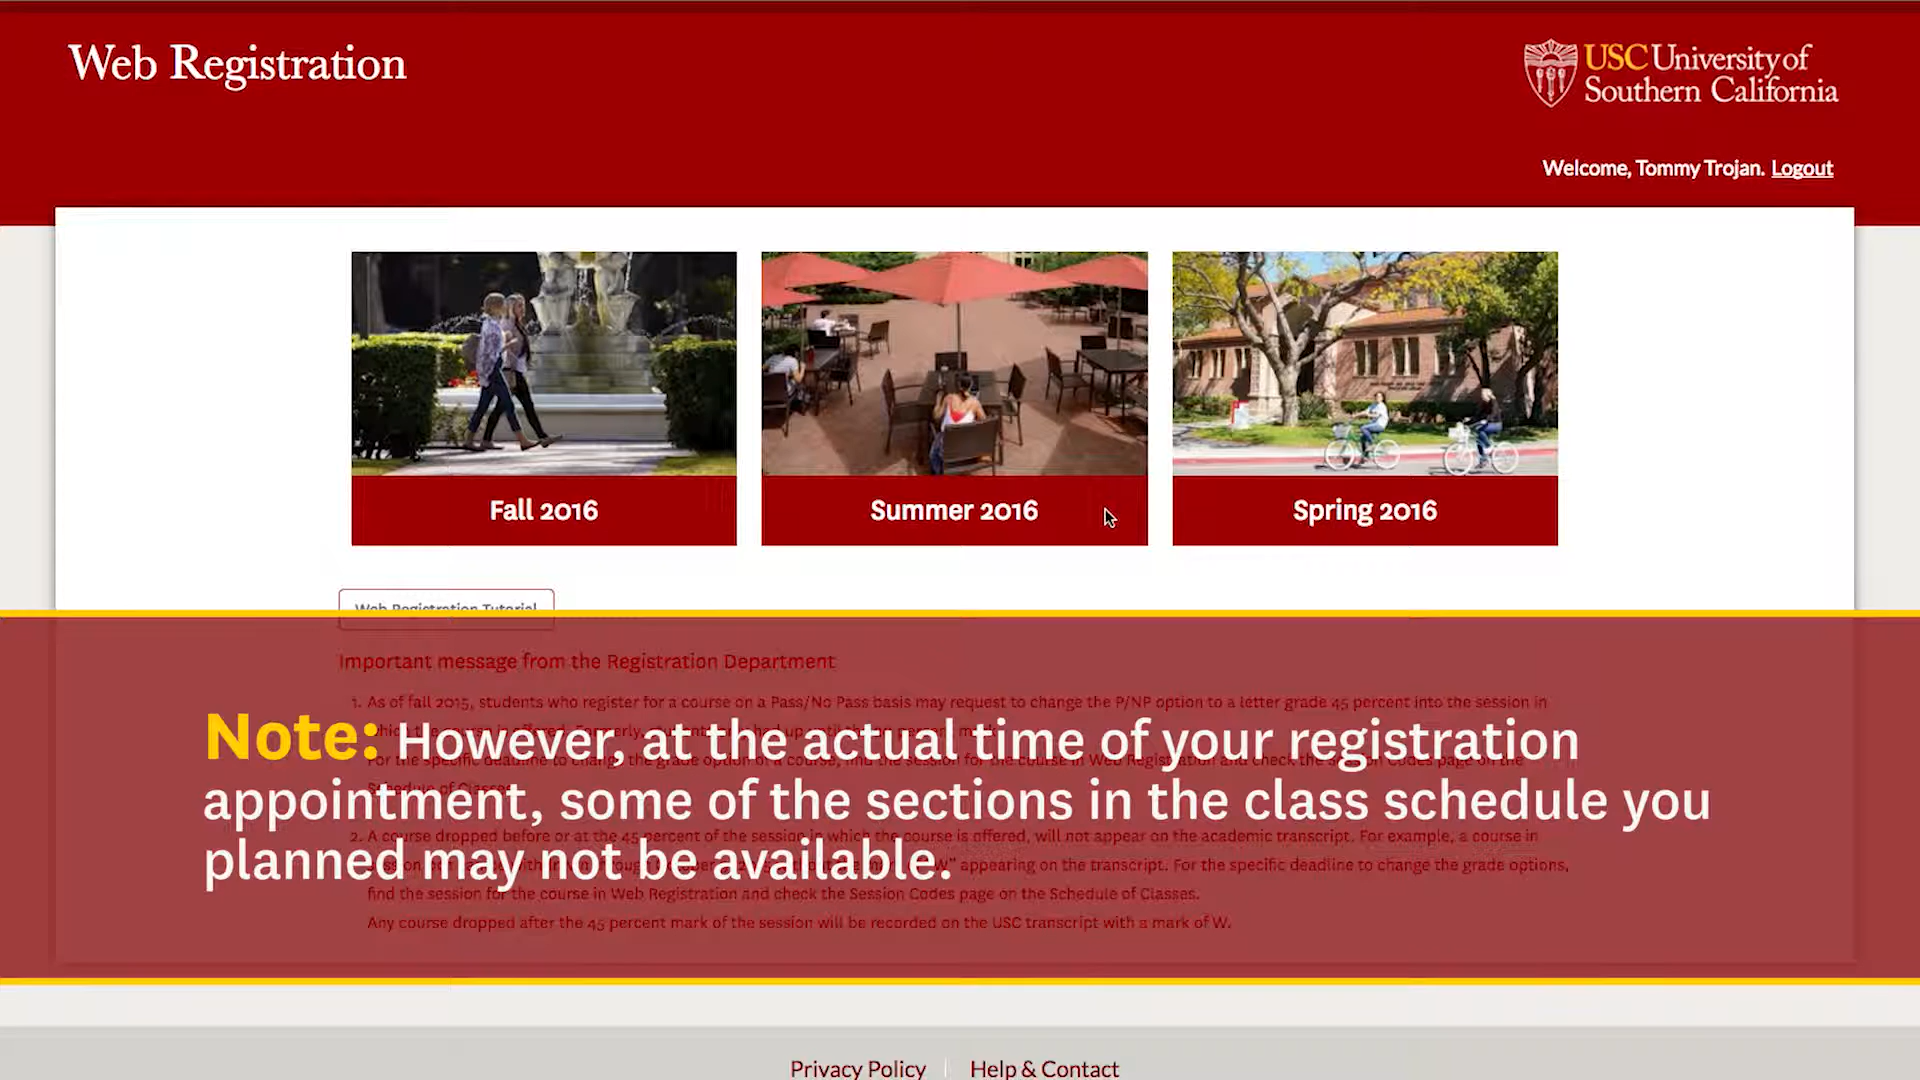 Web Registration
USC University of
Southern California
Welcome, Tommy Trojan. Logout
Fall 2016
Summer 2016
Spring 2016
Web Registration Tutorial
Important message from the Registration Department
1. As of fall 2015, students who register for a course on a Pass/No Pass basis may request to change the P/NP option to a letter grade 45 percent into the session in
Note: However, at the actual time of your registration
appointment, some of the sections in the class schedule you
planned may not be available.
For the specific deadline to change the grade option of a course, find the session for the course in Web Registration and check the Session Codes page on the
Schedule of Classes.
2. A course dropped before or at the 45 percent of the session in which the course is offered, will not appear on the academic transcript. For example, a course in
appearing on the transcript. For the specific deadline to change the grade options,
find the session for the course in Web Registration and check the Session Codes page on the Schedule of Classes.
Any course dropped after the 45 percent mark of the session will be recorded on the USC transcript with a mark of W.
Privacy Policy
Help & Contact